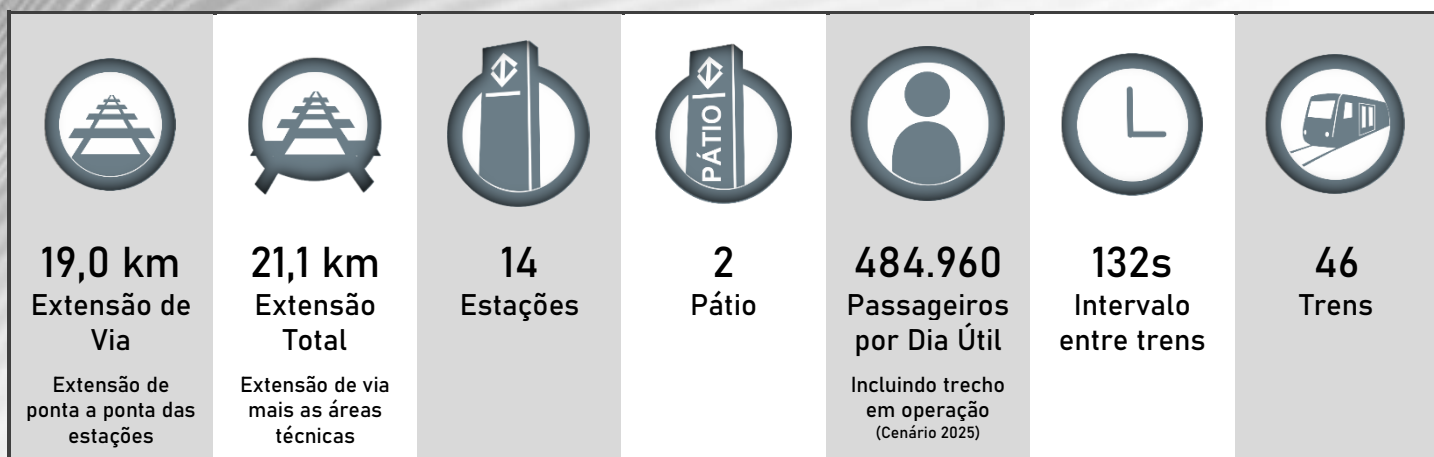 PÁTIO
19,0 km
Extensão de
Via
Extensão de
ponta a ponta das
estações
21,1 km
Extensão
Total
Extensão de via
mais as áreas
técnicas
14
Estações
2
Pátio
484.960
Passageiros
por Dia Útil
Incluindo trecho
em operação
(Cenário 2025)
132s
Intervalo
entre trens
46
Trens